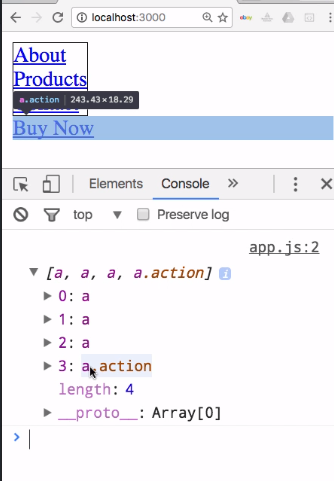 localhost:3000
ebay
About
Products
a.action | 243.43 × 18.29
Buy Now
Elements Console »
top ▼ Preserve log
app.js:2
▼ [a, a, a, a.action] i
▶ 0: a
▶ 1: a
▶ 2: a
▶ 3: a.action
length: 4
▶ __proto__: Array[0]
>